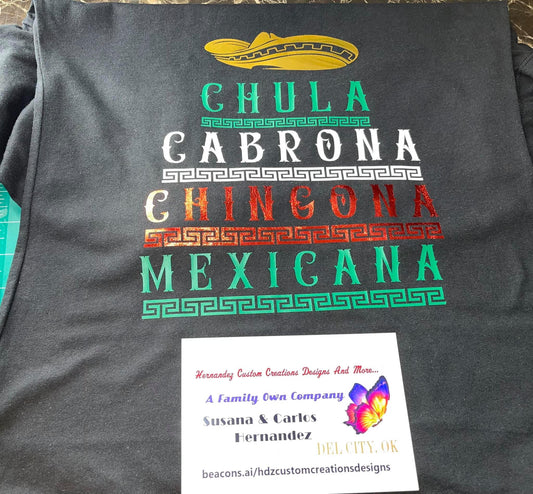 CHULA
CABRONA
CHINGONA
MEXICANA
Hernandez Custom Creations Designs And More...
A Family Own Company
Susana & Carlos
Hernandez
DEL CITY, OK
beacons.ai/hdzcustomcreationsdesigns